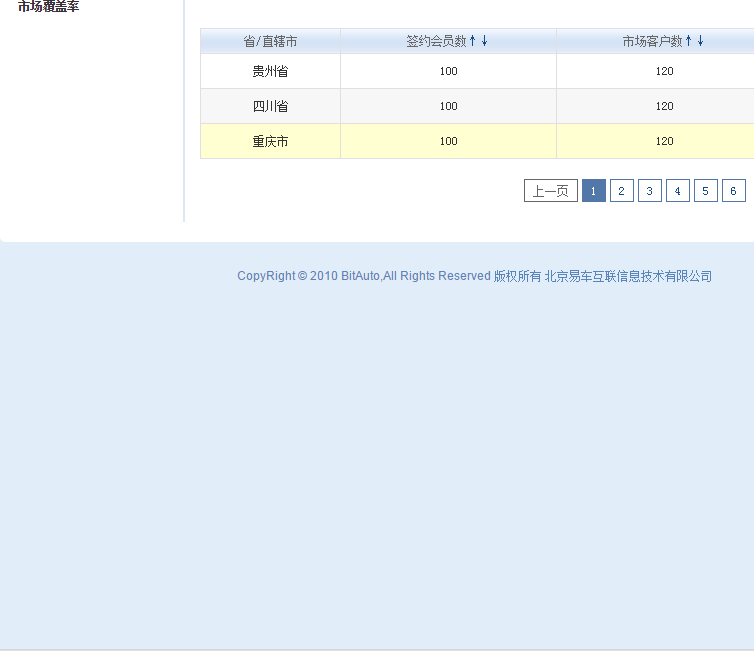 市场覆盖率
省/直辖市 签约会员数↑ ↓ 市场客户数↑ ↓
贵州省 100 120
四川省 100 120
重庆市 100 120
上一页 1 2 3 4 5 6
CopyRight © 2010 BitAuto,All Rights Reserved 版权所有 北京易车互联信息技术有限公司